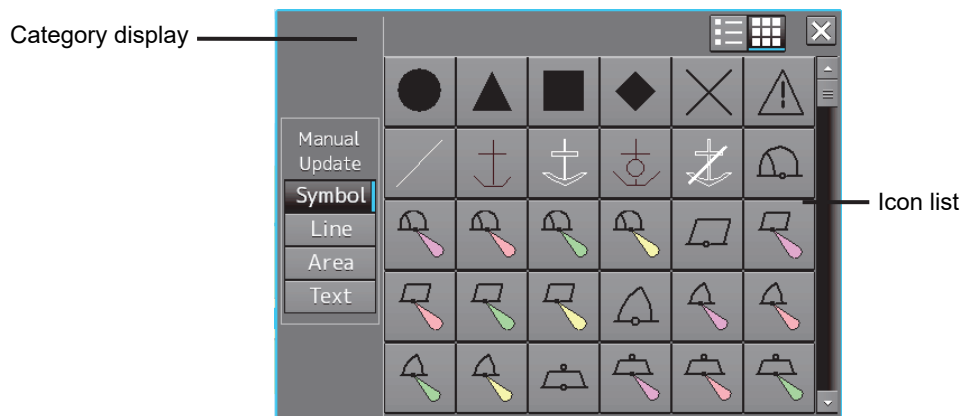 Category display
Manual
Update
Symbol
Line
Area
Text
Icon list